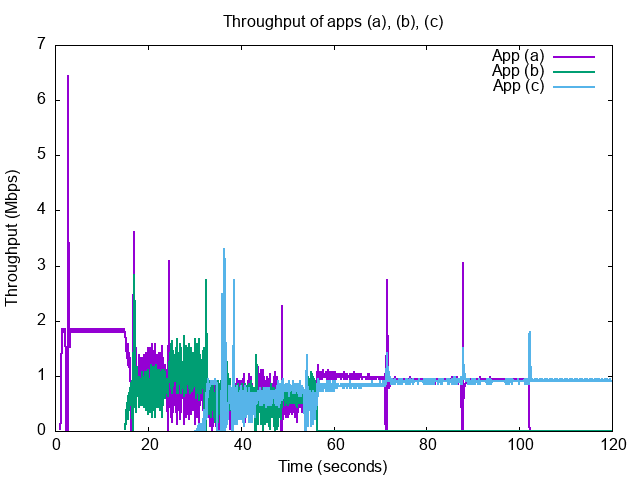 Throughput of apps (a), (b), (c)
Throughput (Mbps)
7
6
5
4
3
2
1
0
App (a)
App (b)
App (c)
0 20 40 60 80 100 120
Time (seconds)